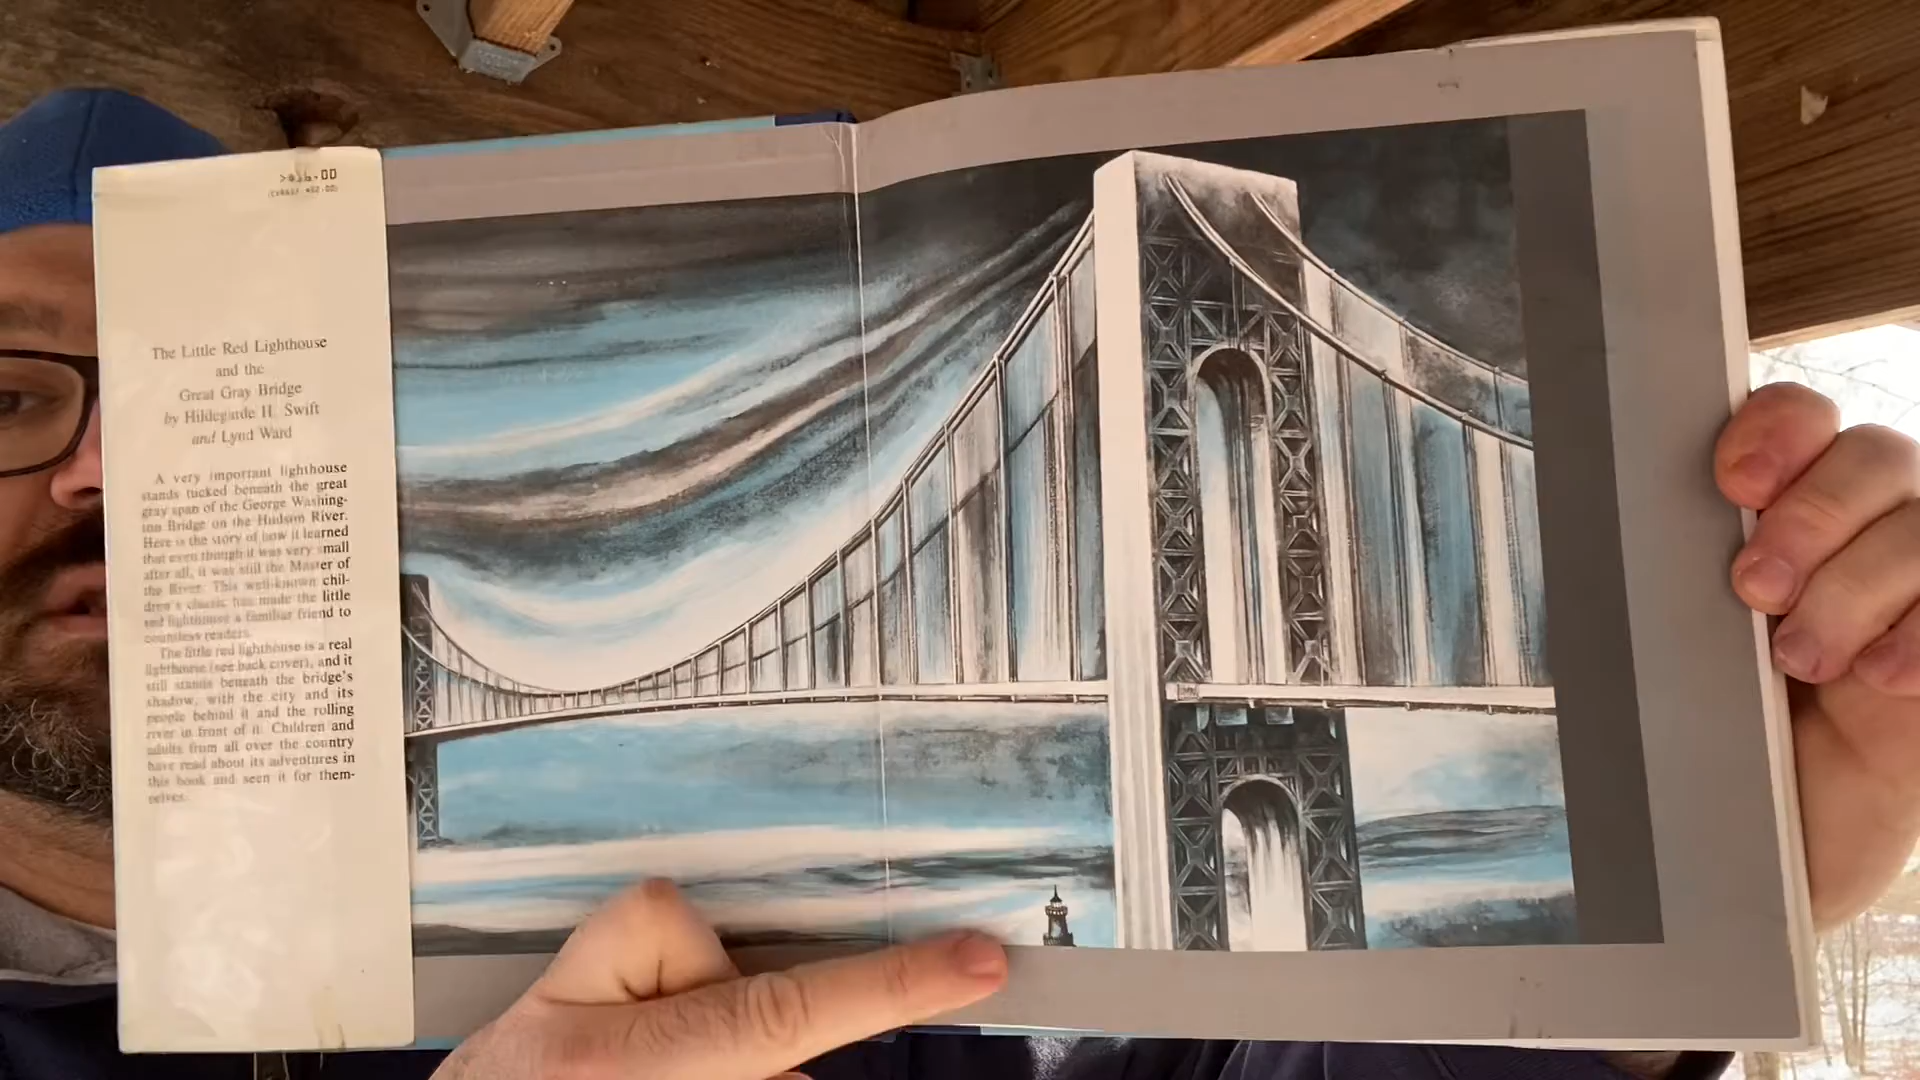 The Little Red Lighthouse
and the
Great Gray Bridge
by Hildegarde H. Swift
and Lynd Ward
A very important lighthouse
stands tucked beneath the great
gray span of the George Washing-
ton Bridge on the Hudson River.
Here is the story of how it learned
that even though it was very small
after all, it was still the Master of
the River. This well-known chil-
dren's classic has made the little
red lighthouse a familiar friend to
countless readers.
The little red lighthouse is a real
lighthouse (see back cover), and it
still stands beneath the bridge's
shadow, with the city and its
people behind it and the rolling
river in front of it. Children and
adults from all over the country
have read about its adventures in
this book and seen it for them-
selves.